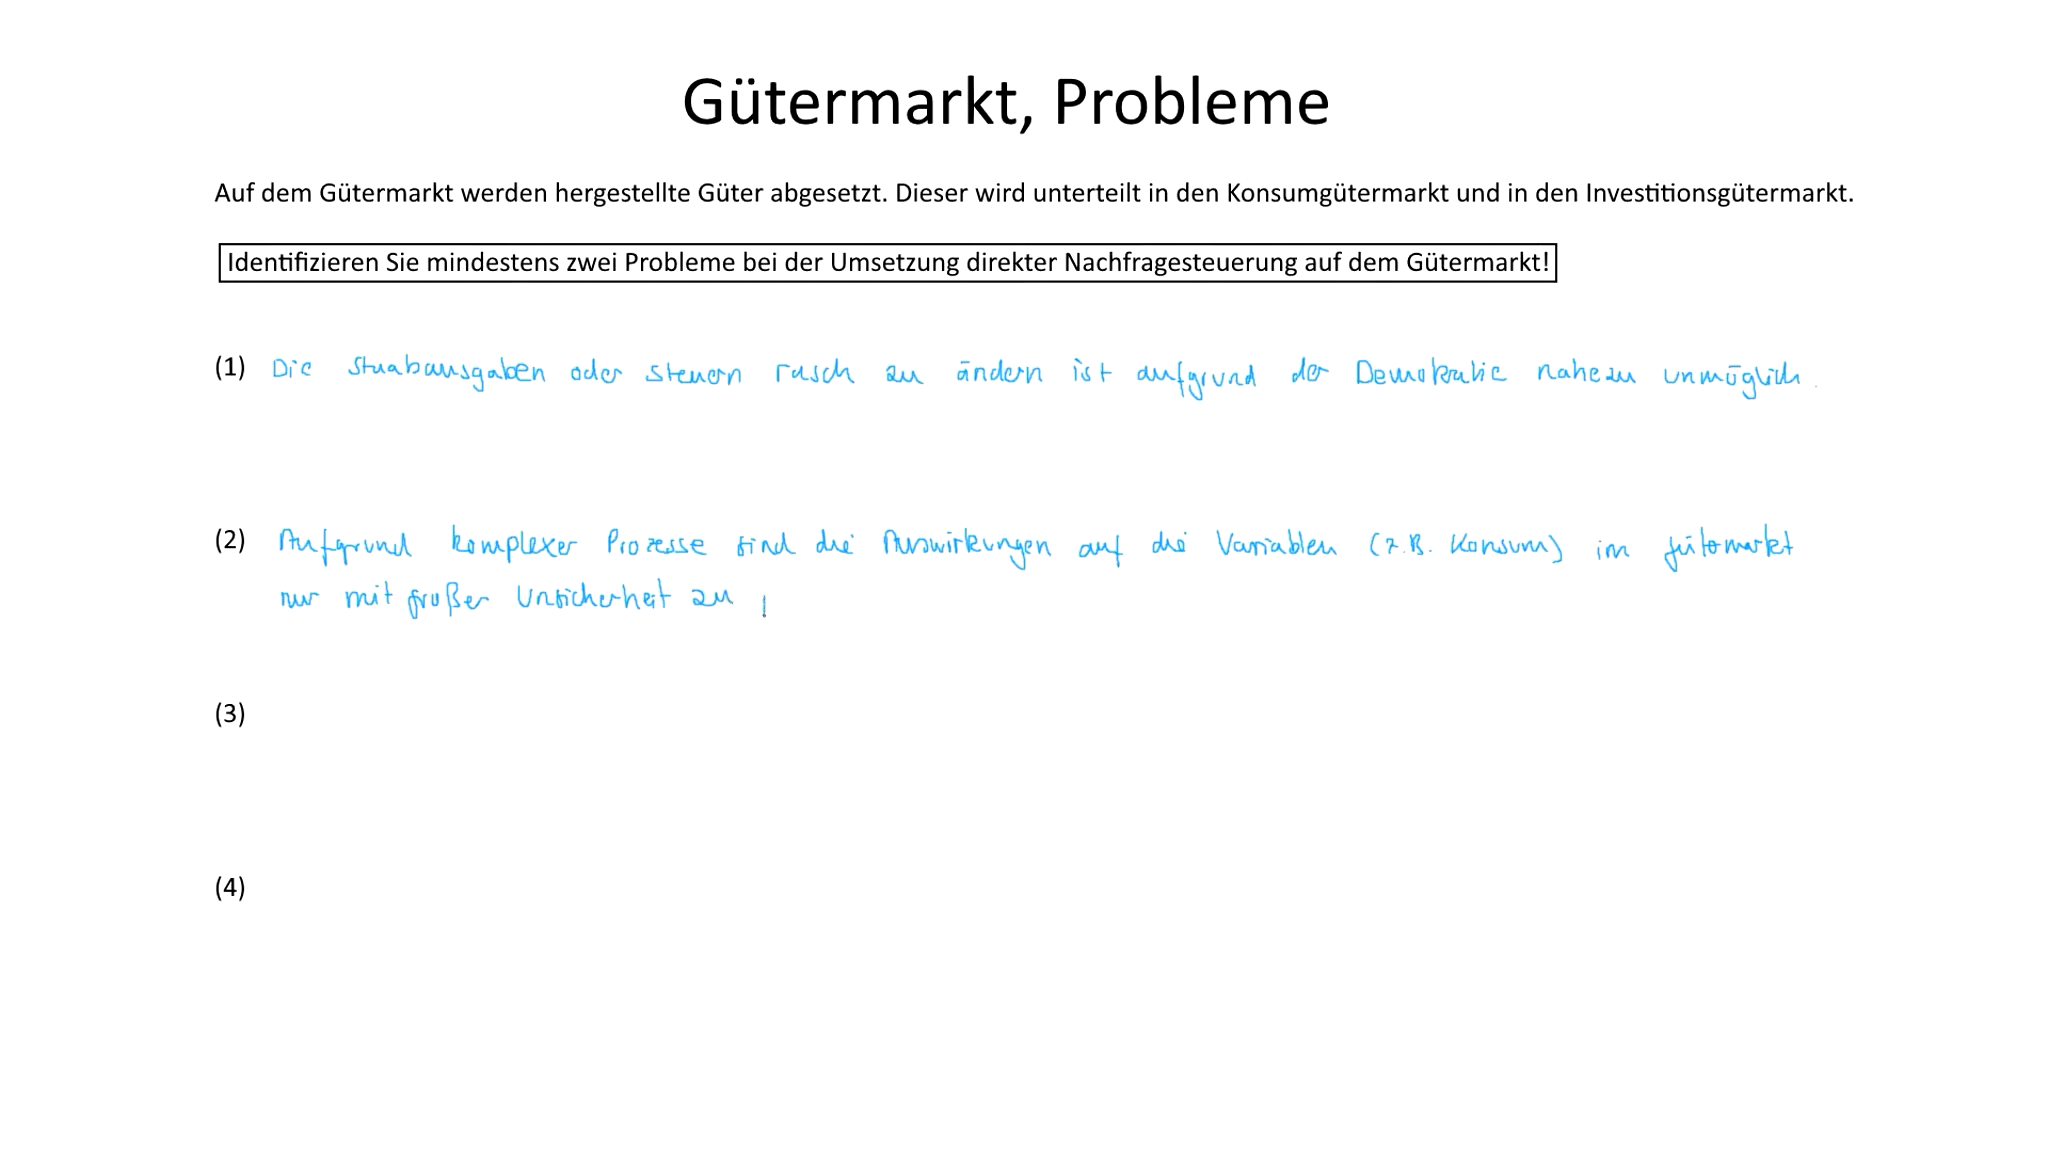 Gütermarkt, Probleme
Auf dem Gütermarkt werden hergestellte Güter abgesetzt. Dieser wird unterteilt in den Konsumgütermarkt und in den Investitionsgütermarkt.
Identifizieren Sie mindestens zwei Probleme bei der Umsetzung direkter Nachfragesteuerung auf dem Gütermarkt!
(1) Die Staatsausgaben oder Steuern rasch zu ändern ist aufgrund der Demokratie nahezu unmöglich.
(2) Aufgrund komplexer Prozesse sind die Auswirkungen auf die Variablen (z.B. Konsum) im Gütermarkt
nur mit großer Unsicherheit zu
(3)
(4)